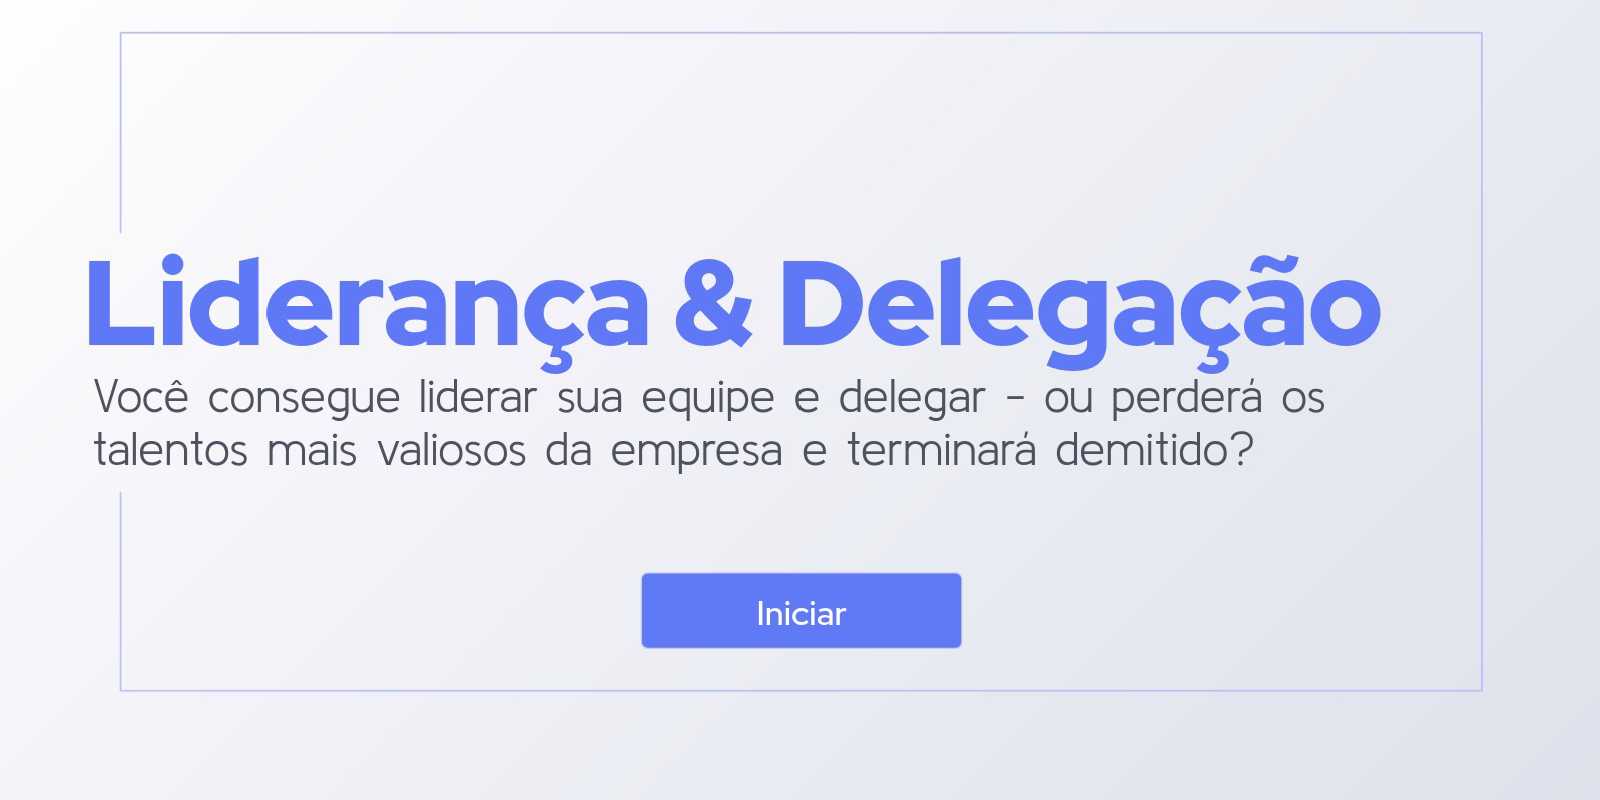 Liderança & Delegação
Você consegue liderar sua equipe e delegar - ou perderá os
talentos mais valiosos da empresa e terminará demitido?
Iniciar